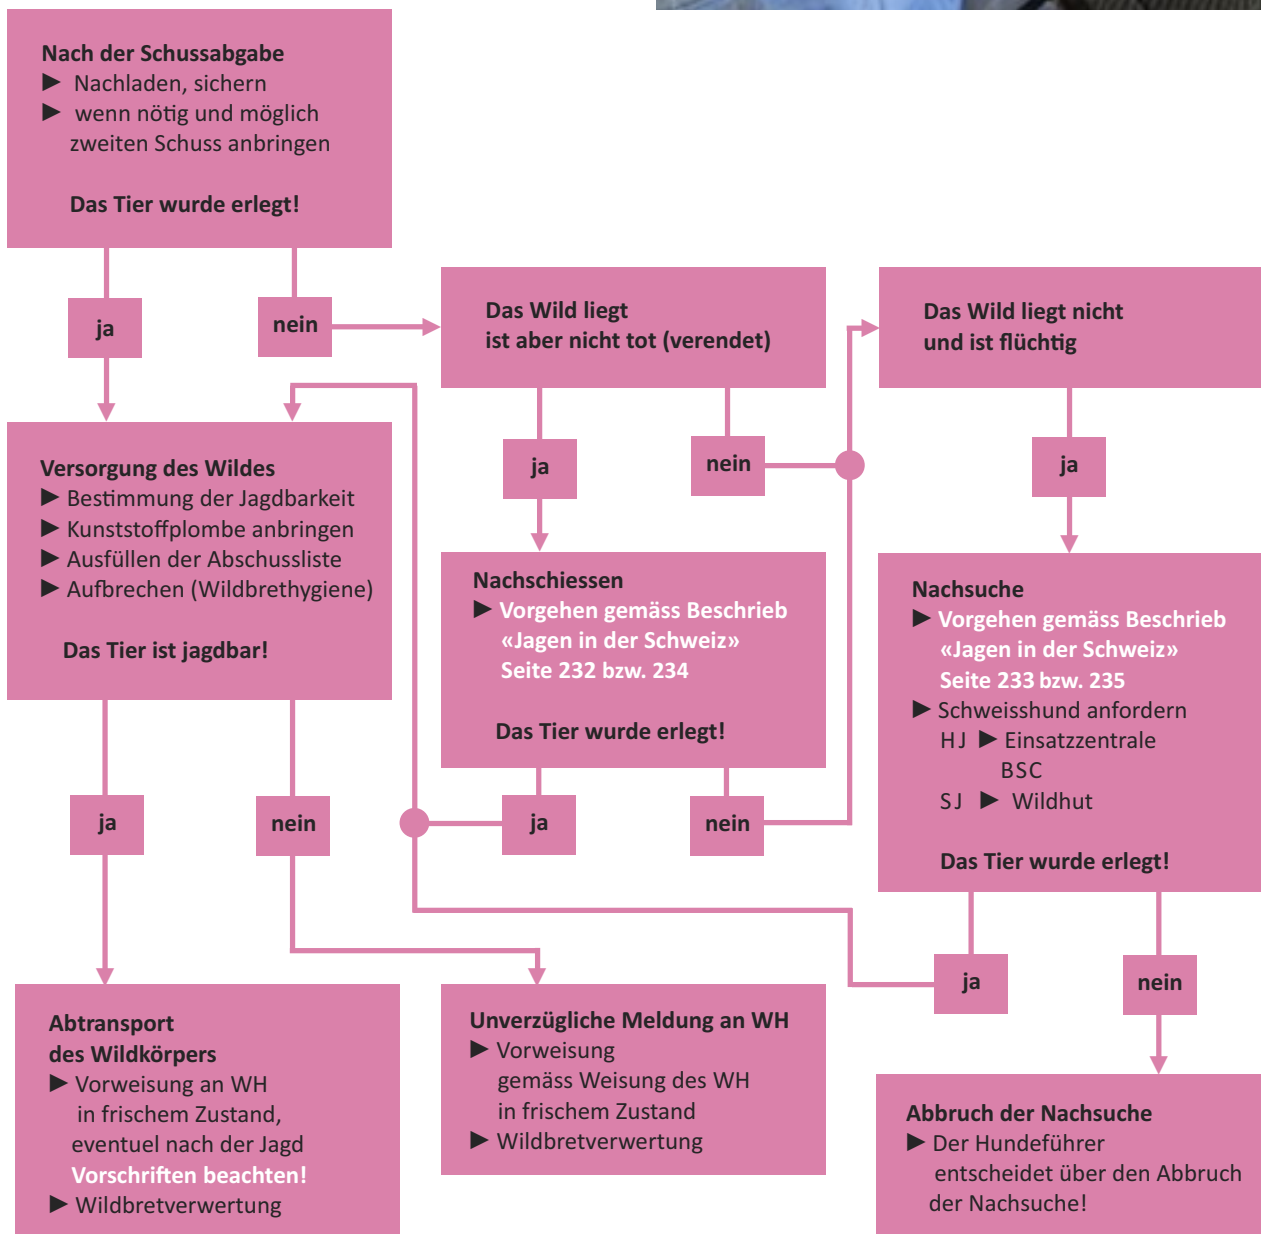 Nach der Schussabgabe
► Nachladen, sichern
► wenn nötig und möglich
zweiten Schuss anbringen
Das Tier wurde erlegt!
ja
nein
Das Wild liegt
ist aber nicht tot (verendet)
Das Wild liegt nicht
und ist flüchtig
ja
nein
ja
Versorgung des Wildes
► Bestimmung der Jagdbarkeit
► Kunststoffplombe anbringen
► Ausfüllen der Abschussliste
► Aufbrechen (Wildbrethygiene)
Das Tier ist jagdbar!
Nachschiessen
► Vorgehen gemäss Beschrieb
«Jagen in der Schweiz»
Seite 232 bzw. 234
Das Tier wurde erlegt!
Nachsuche
► Vorgehen gemäss Beschrieb
«Jagen in der Schweiz»
Seite 233 bzw. 235
► Schweisshund anfordern
HJ ► Einsatzzentrale
BSC
SJ ► Wildhut
Das Tier wurde erlegt!
ja
nein
ja
nein
ja
nein
Abtransport
des Wildkörpers
► Vorweisung an WH
in frischem Zustand,
eventuel nach der Jagd
Vorschriften beachten!
► Wildbretverwertung
Unverzügliche Meldung an WH
► Vorweisung
gemäss Weisung des WH
in frischem Zustand
► Wildbretverwertung
Abbruch der Nachsuche
► Der Hundeführer
entscheidet über den Abbruch
der Nachsuche!